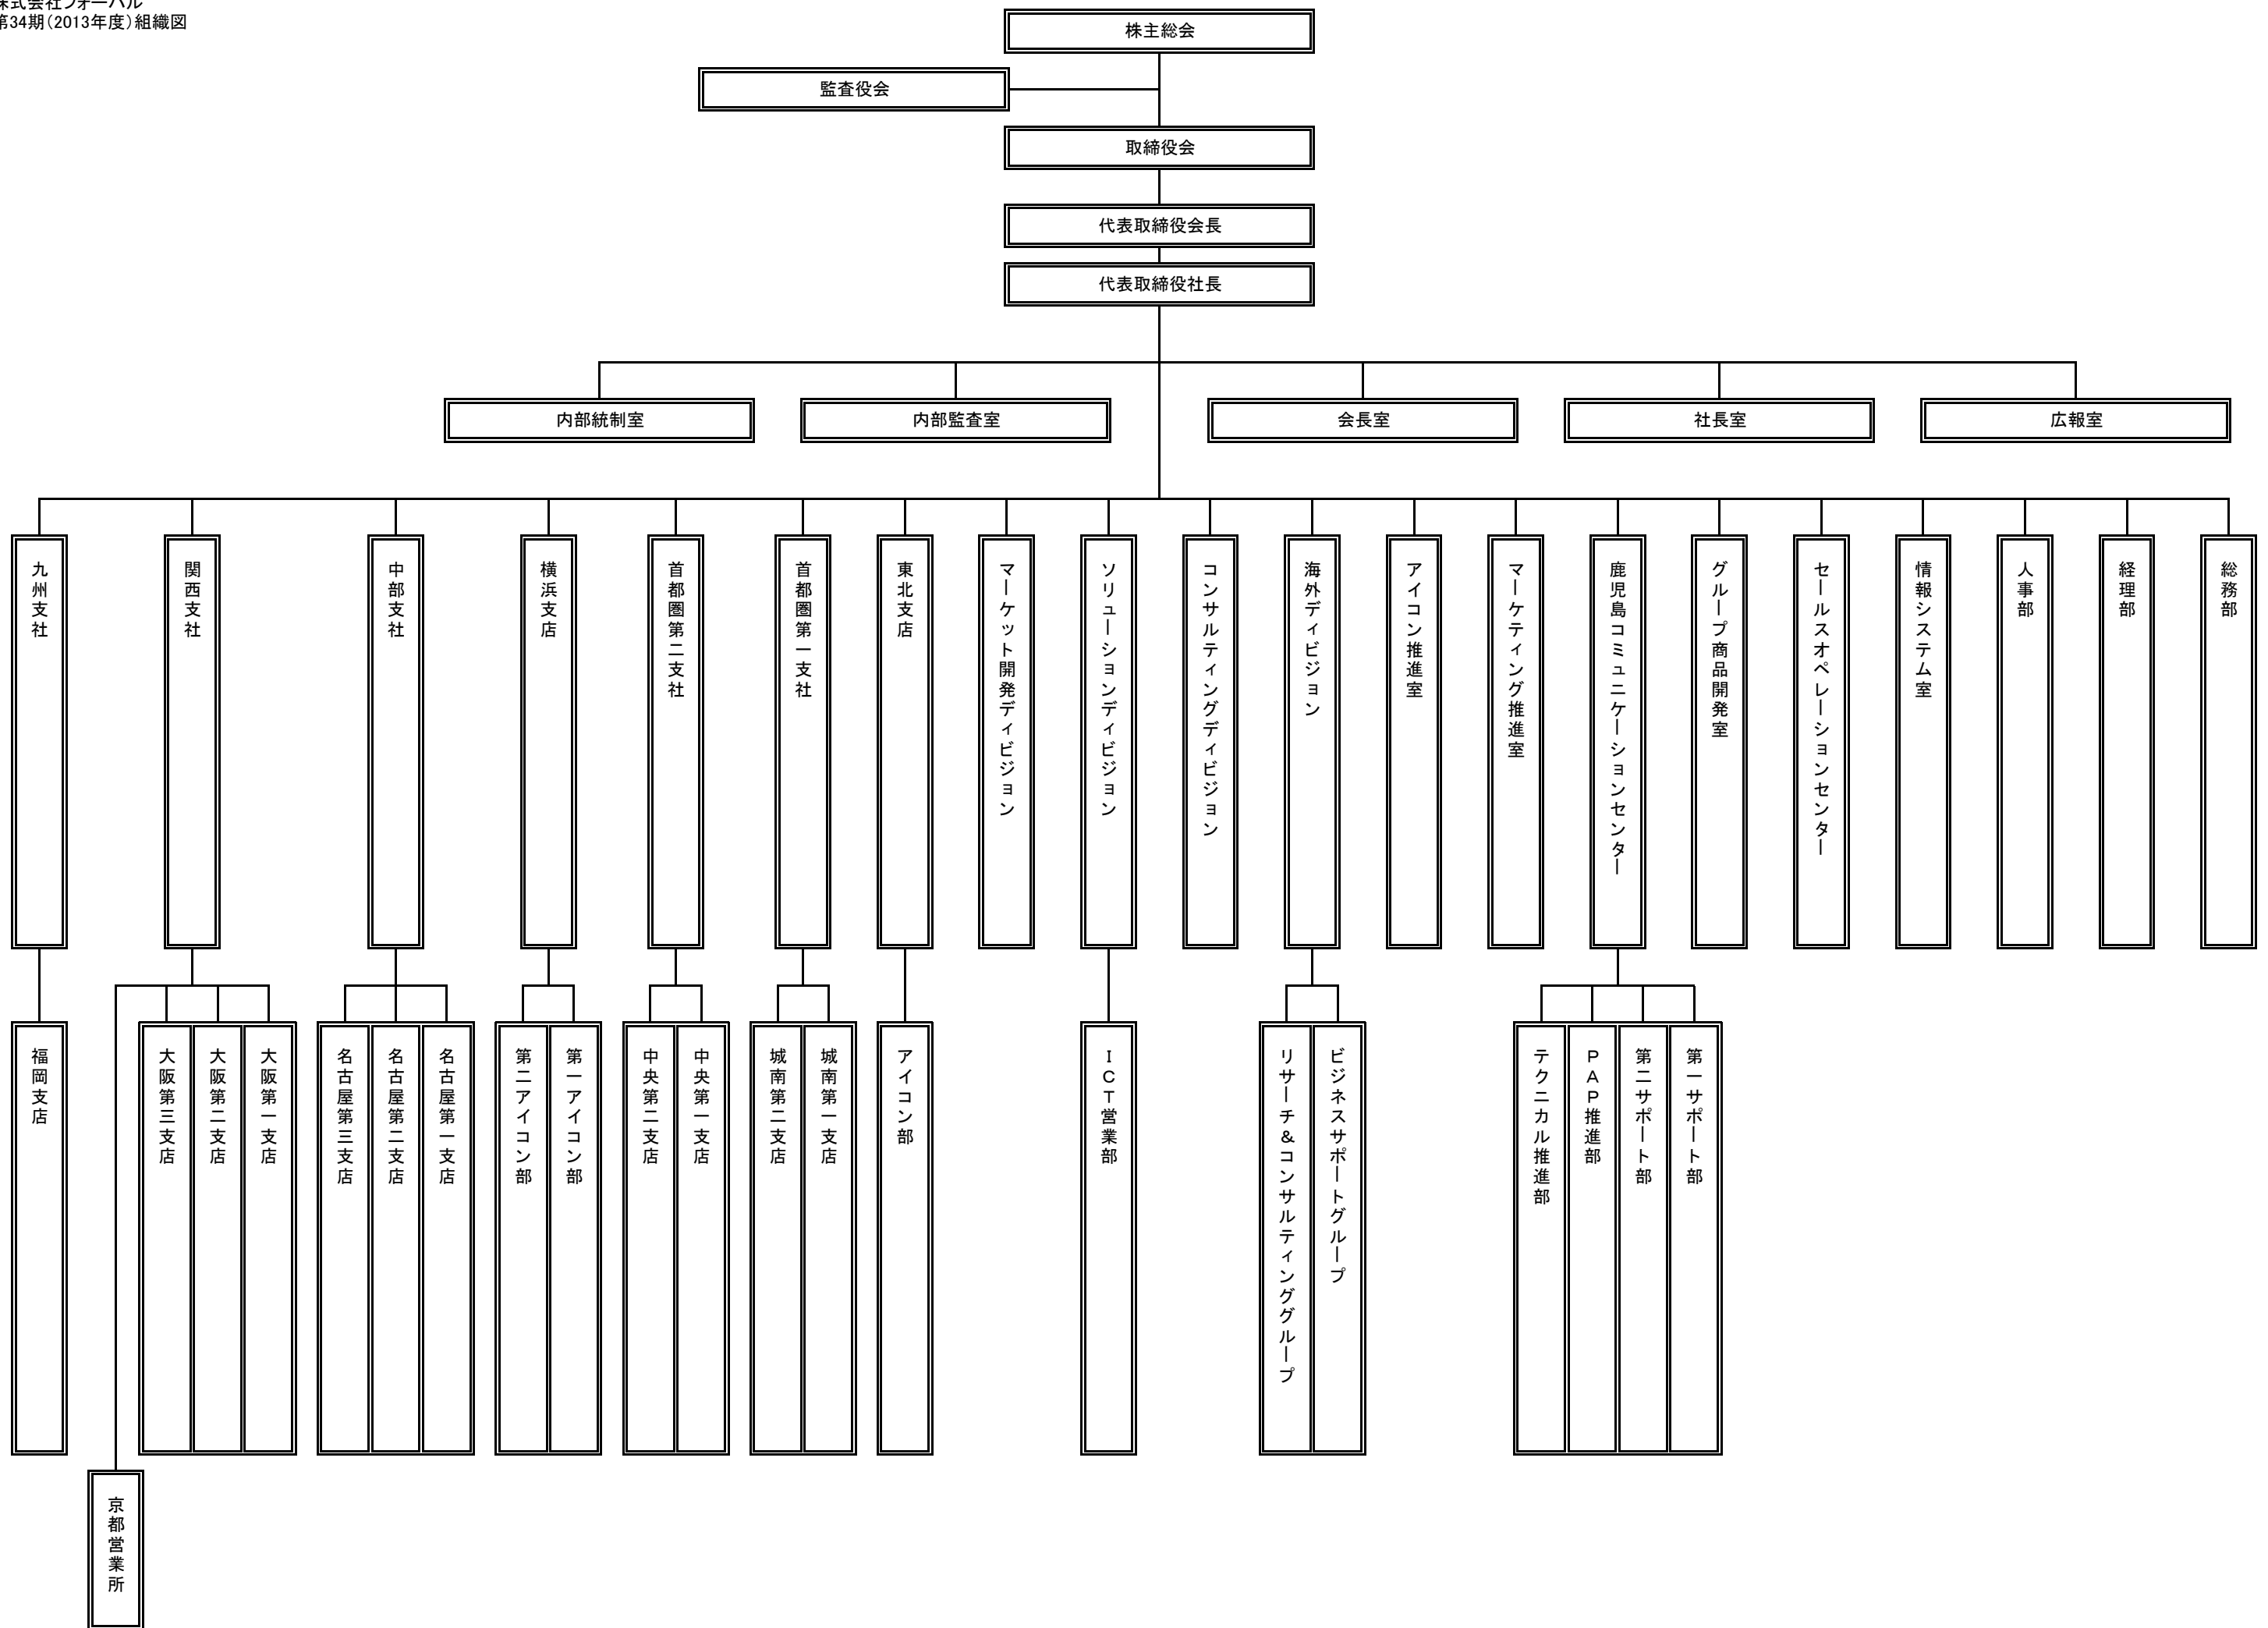 株式会社フォーバル
第34期(2013年度)組織図
株主総会
監査役会
取締役会
代表取締役会長
代表取締役社長
内部統制室
内部監査室
会長室
社長室
広報室
九州支社
関西支社
中部支社
横浜支店
首都圏第二支社
首都圏第一支社
東北支店
マーケット開発ディビジョン
ソリューションディビジョン
コンサルティングディビジョン
海外ディビジョン
アイコン推進室
マーケティング推進室
鹿児島コミュニケーションセンター
グループ商品開発室
セールスオペレーションセンター
情報システム室
人事部
経理部
総務部
福岡支店
大阪第三支店
大阪第二支店
大阪第一支店
名古屋第三支店
名古屋第二支店
名古屋第一支店
第二アイコン部
第一アイコン部
中央第二支店
中央第一支店
城南第二支店
城南第一支店
アイコン部
ICT営業部
リサーチ&コンサルティンググループ
ビジネスサポートグループ
テクニカル推進部
PAP推進部
第二サポート部
第一サポート部
京都営業所